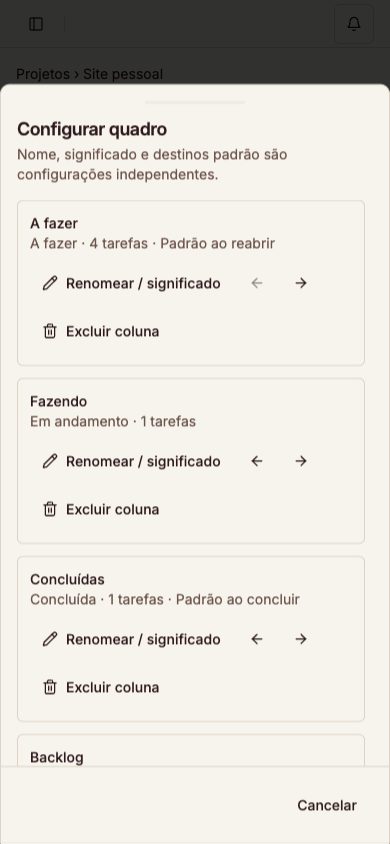 Projetos › Site pessoal
Configurar quadro
Nome, significado e destinos padrão são
configurações independentes.
A fazer
A fazer · 4 tarefas · Padrão ao reabrir
Renomear / significado ← →
Excluir coluna
Fazendo
Em andamento · 1 tarefas
Renomear / significado ← →
Excluir coluna
Concluídas
Concluída · 1 tarefas · Padrão ao concluir
Renomear / significado ← →
Excluir coluna
Backlog
Cancelar